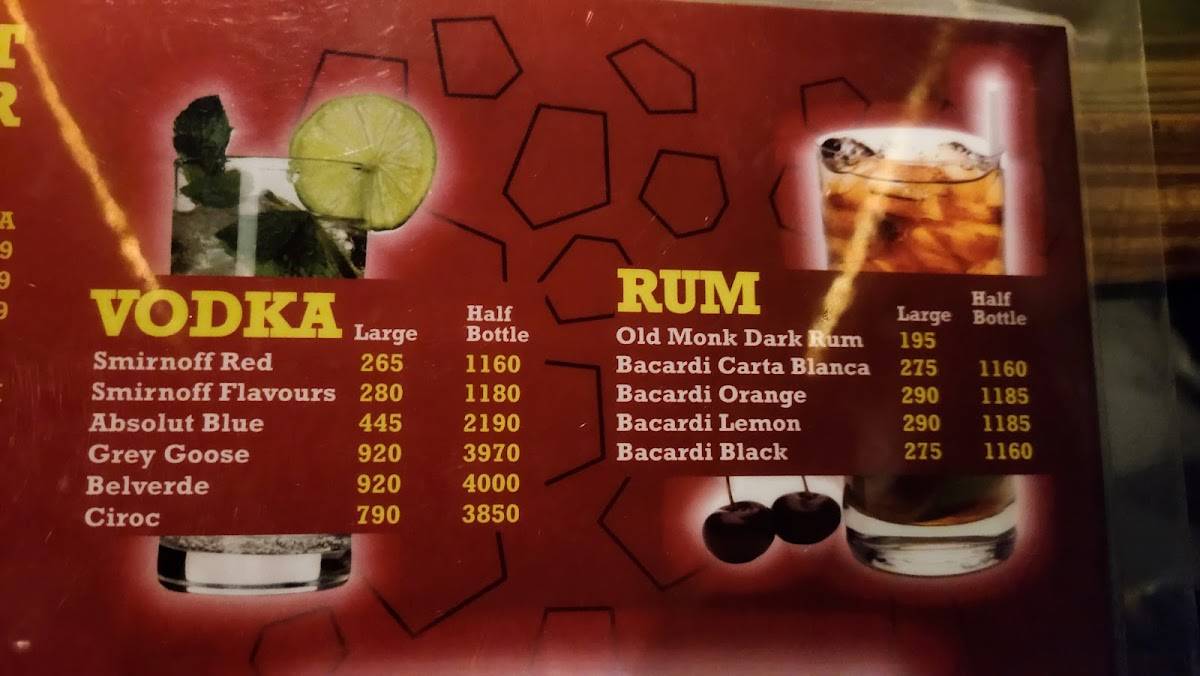 VODKA Large Half Bottle
Smirnoff Red 265 1160
Smirnoff Flavours 280 1180
Absolut Blue 445 2190
Grey Goose 920 3970
Belverde 920 4000
Ciroc 790 3850
RUM Large Half Bottle
Old Monk Dark Rum 195
Bacardi Carta Blanca 275 1160
Bacardi Orange 290 1185
Bacardi Lemon 290 1185
Bacardi Black 275 1160